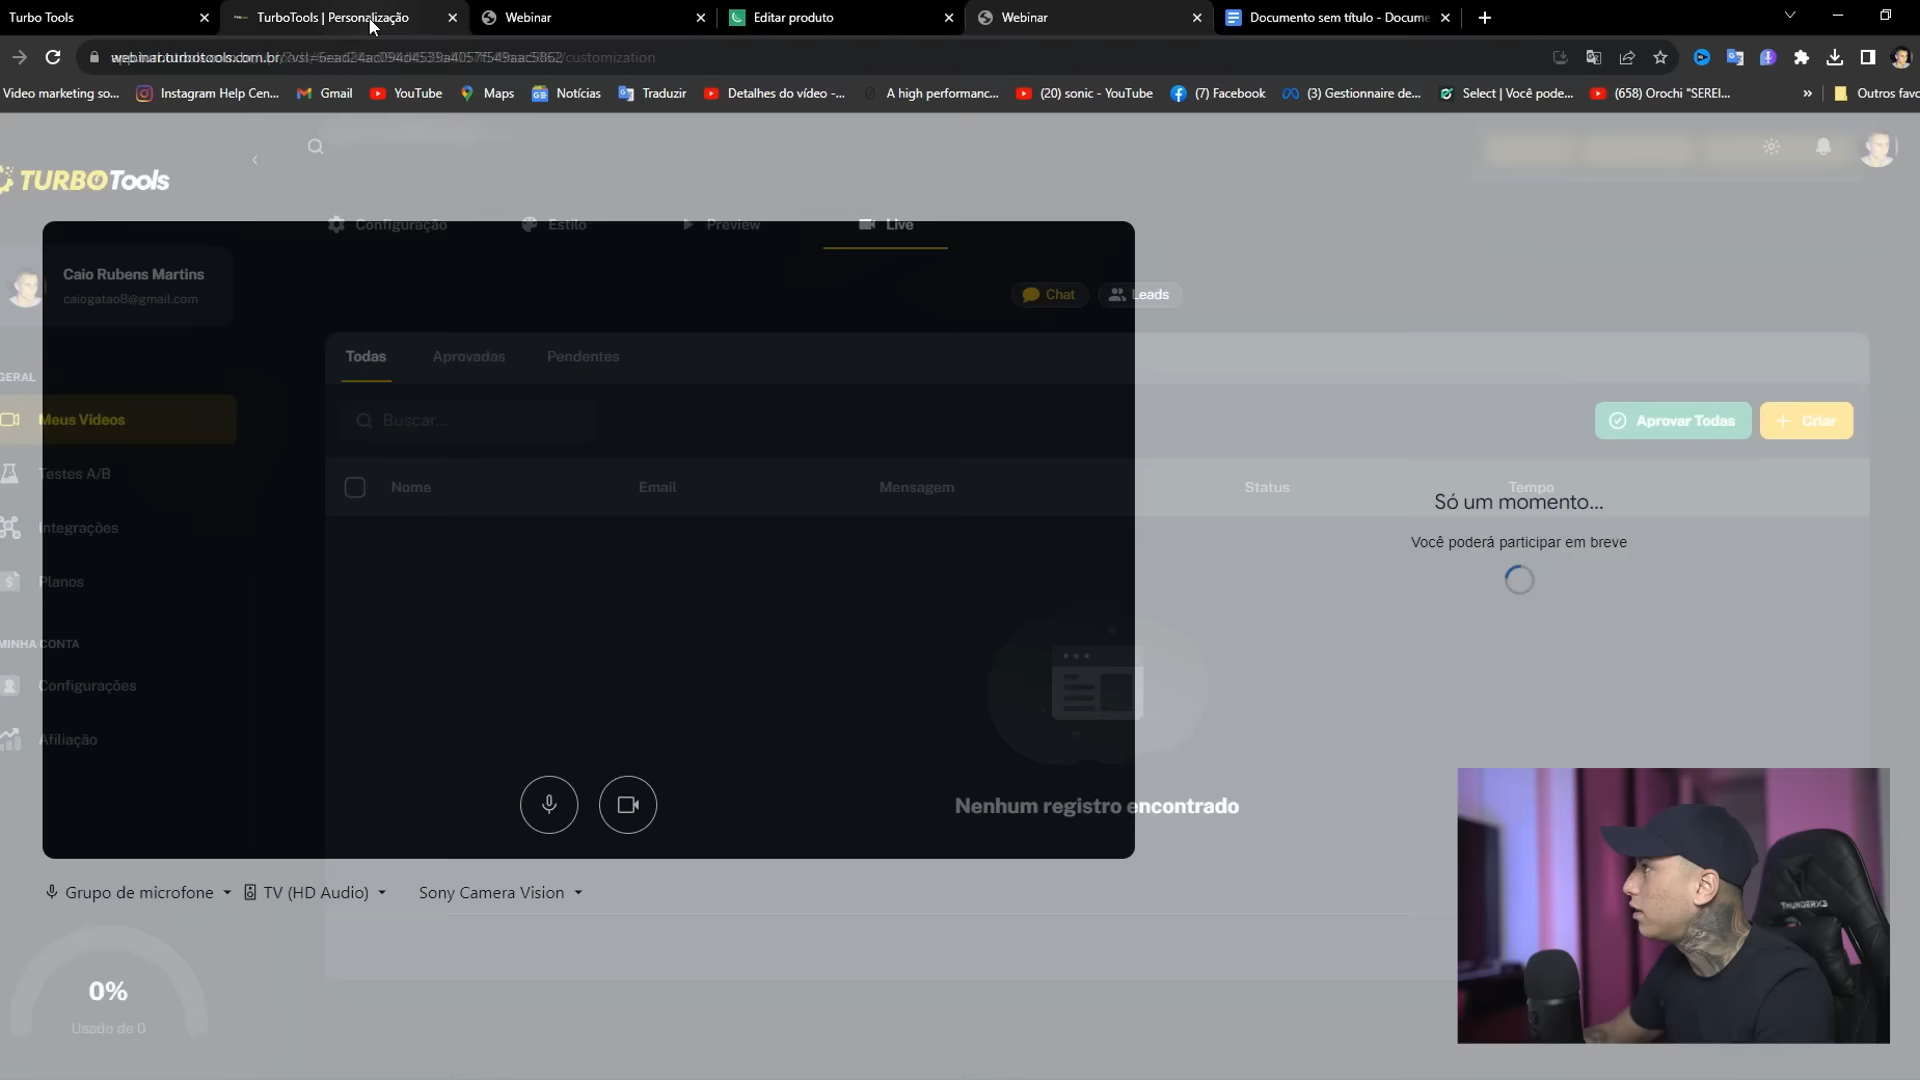 Turbo Tools
TurboTools | Personalização
Webinar
Editar produto
Webinar
Documento sem título - Docume
Video marketing so...
Instagram Help Cen...
Gmail
YouTube
Maps
Notícias
Traduzir
Detalhes do vídeo -...
A high performanc...
(20) sonic - YouTube
(7) Facebook
(3) Gestionnaire de...
Select | Você pode...
(658) Orochi "SEREI...
»
Outros favo
TURBOTools
Configuração
Estilo
Preview
Live
Caio Rubens Martins
caiogatao8@gmail.com
Chat
Leads
Todas
Aprovadas
Pendentes
GERAL
Meus Vídeos
Buscar...
Aprovar Todas
+ Criar
Testes A/B
Nome
Email
Mensagem
Status
Tempo
Só um momento...
Você poderá participar em breve
Integrações
Planos
MINHA CONTA
Configurações
Afiliação
Nenhum registro encontrado
Grupo de microfone
TV (HD Audio)
Sony Camera Vision
THUNDERX3
0%
Usado de 0